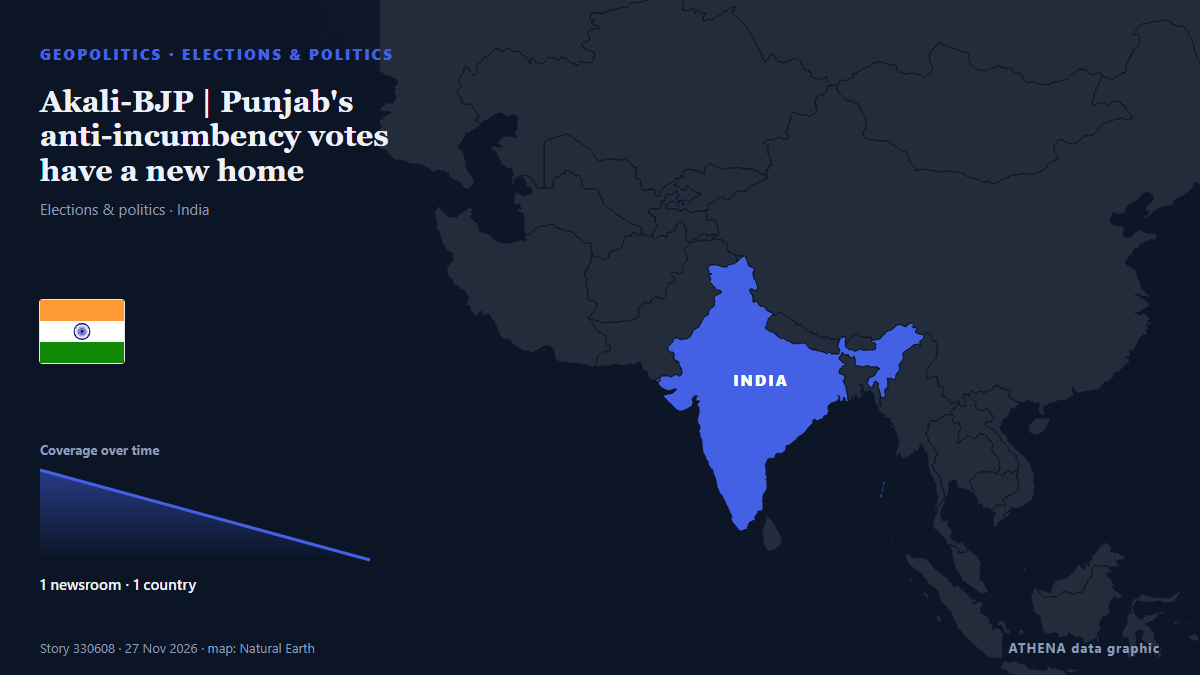 GEOPOLITICS · ELECTIONS & POLITICS
Akali-BJP | Punjab's
anti-incumbency votes
have a new home
Elections & politics · India
INDIA
Coverage over time
1 newsroom · 1 country
Story 330608 · 27 Nov 2026 · map: Natural Earth
ATHENA data graphic